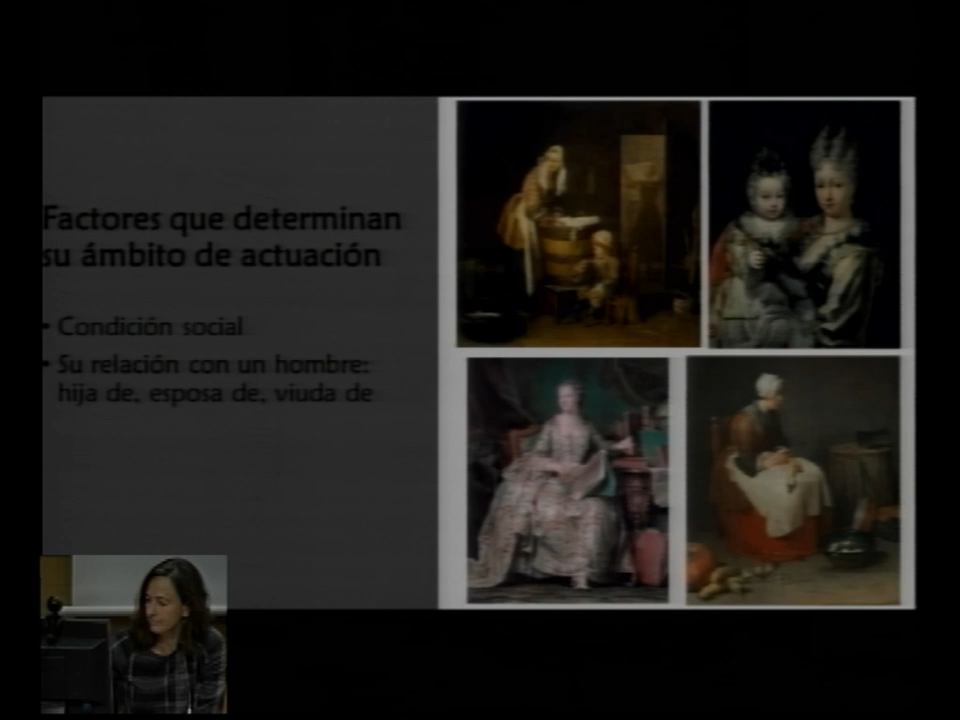 Factores que determinan
su ámbito de actuación
• Condición social
• Su relación con un hombre:
hija de, esposa de, viuda de